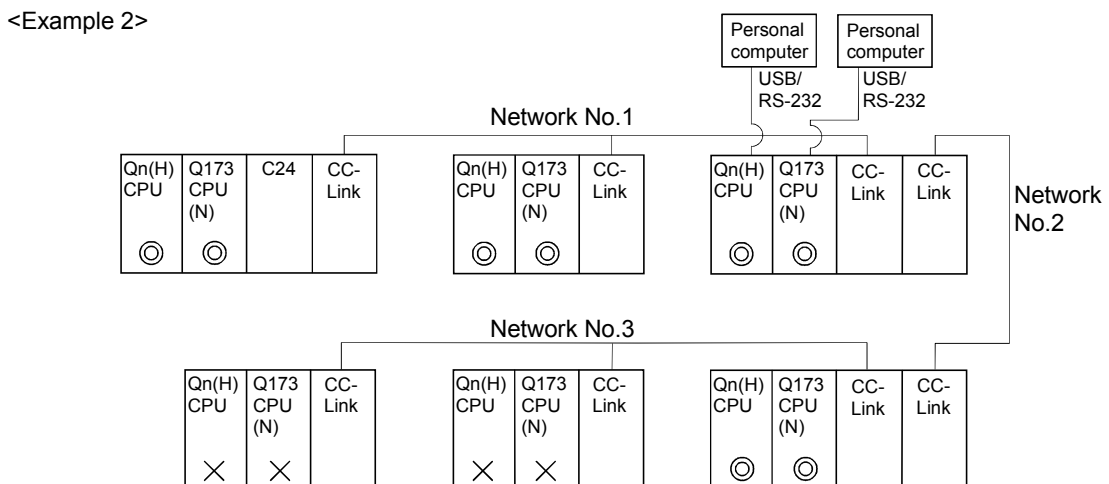 <Example 2>
Personal
computer
Personal
computer
USB/
RS-232
USB/
RS-232
Network No.1
Qn(H)
CPU
Q173
CPU
(N)
C24
CC-
Link
Qn(H)
CPU
Q173
CPU
(N)
CC-
Link
Qn(H)
CPU
Q173
CPU
(N)
CC-
Link
CC-
Link
Network
No.2
Network No.3
Qn(H)
CPU
Q173
CPU
(N)
CC-
Link
Qn(H)
CPU
Q173
CPU
(N)
CC-
Link
Qn(H)
CPU
Q173
CPU
(N)
CC-
Link
CC-
Link